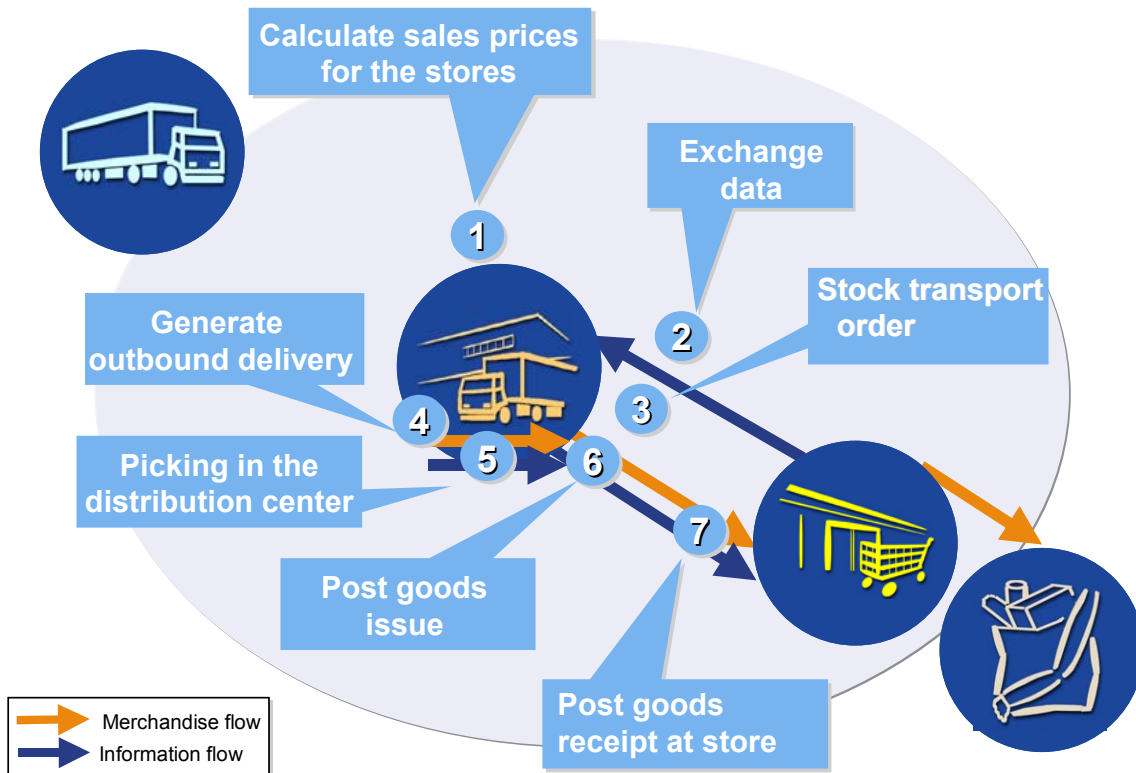 Calculate sales prices
for the stores
1
Exchange
data
2
Stock transport
order
3
Generate
outbound delivery
4
Picking in the
distribution center
5
6
Post goods
issue
7
Post goods
receipt at store
Merchandise flow
Information flow